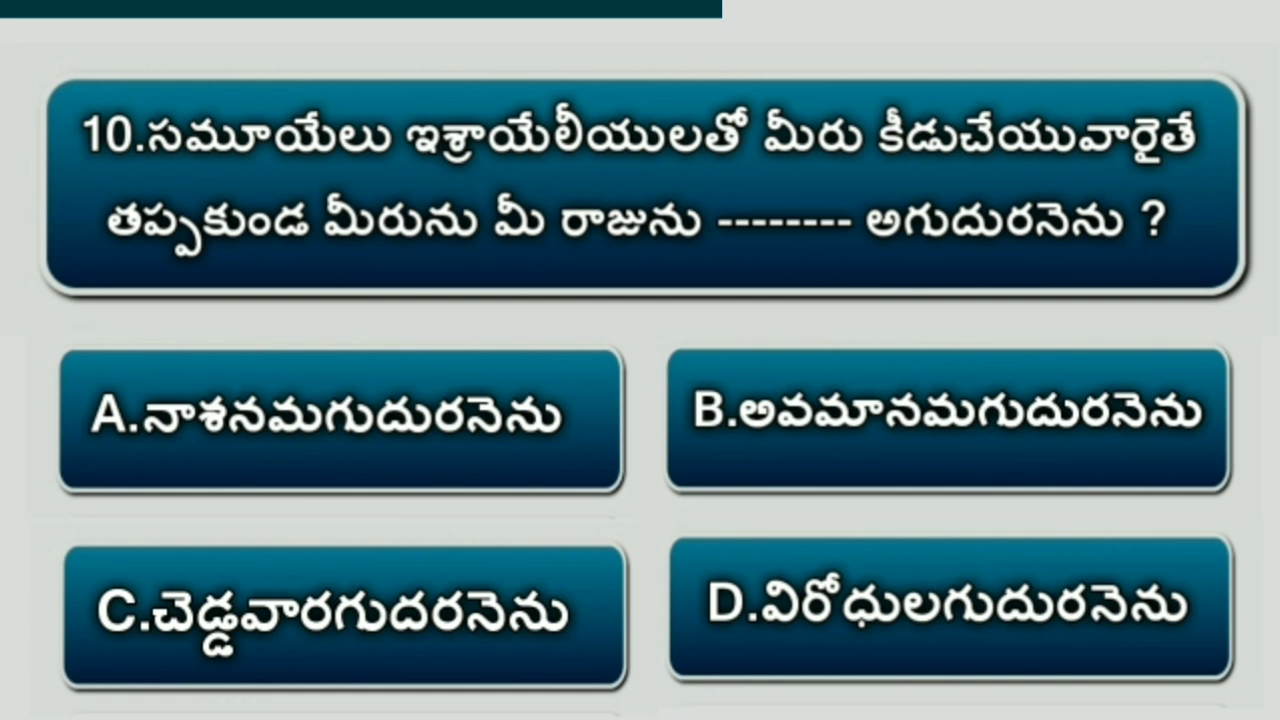 10.సమూయేలు ఇశ్రాయేలీయులతో మీరు కీడుచేయువారైతే
తప్పకుండ మీరును మీ రాజును -------- అగుదురనెను ?
A.నాశనమగుదురనెను
B.అవమానమగుదురనెను
C.చెడ్డవారగుదరనెను
D.విరోధులగుదురనెను